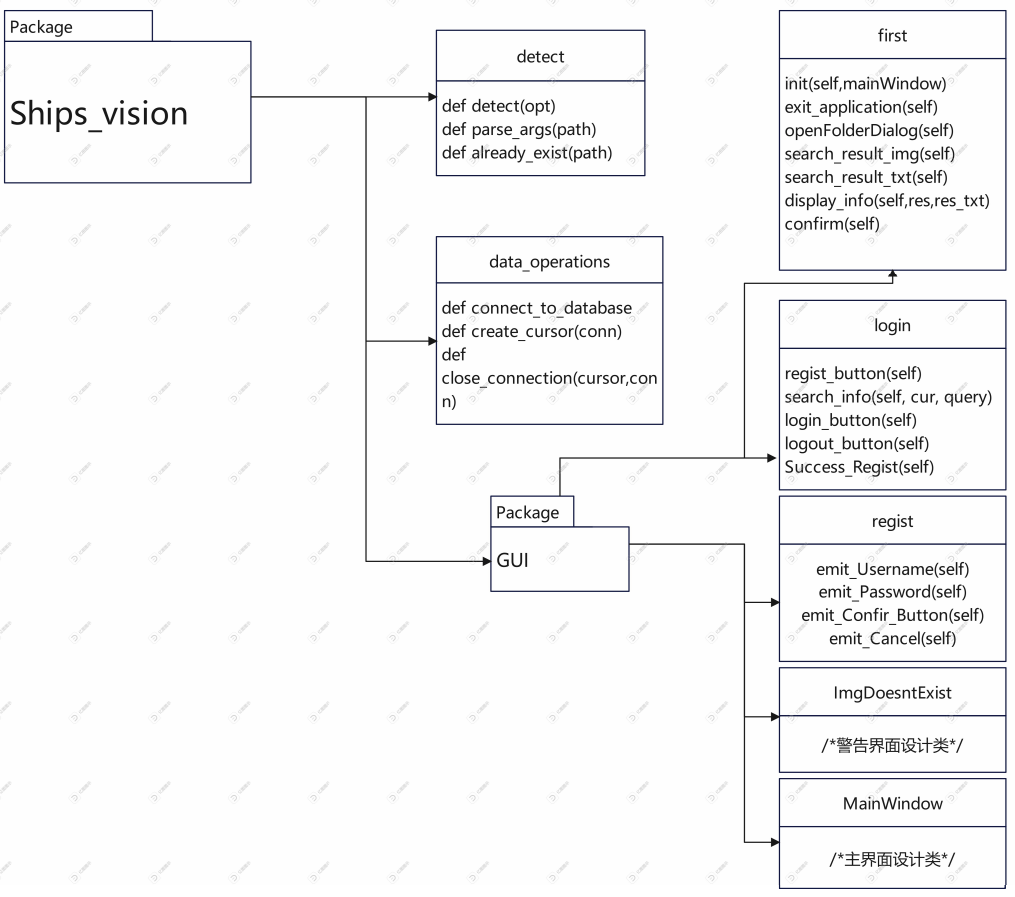 Package
Ships_vision
detect
def detect(opt)
def parse_args(path)
def already_exist(path)
data_operations
def connect_to_database
def create_cursor(conn)
def
close_connection(cursor,con
n)
Package
GUI
first
init(self,mainWindow)
exit_application(self)
openFolderDialog(self)
search_result_img(self)
search_result_txt(self)
display_info(self,res,res_txt)
confirm(self)
login
regist_button(self)
search_info(self, cur, query)
login_button(self)
logout_button(self)
Success_Regist(self)
regist
emit_Username(self)
emit_Password(self)
emit_Confir_Button(self)
emit_Cancel(self)
ImgDoesntExist
/*警告界面设计类*/
MainWindow
/*主界面设计类*/